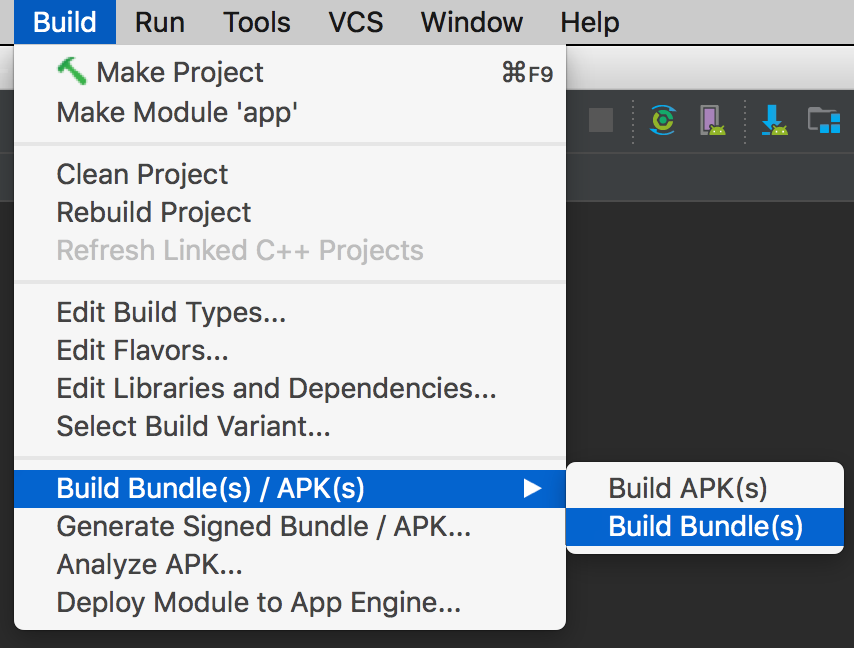 Build Run Tools VCS Window Help
Make Project ⌘F9
Make Module 'app'
Clean Project
Rebuild Project
Refresh Linked C++ Projects
Edit Build Types...
Edit Flavors...
Edit Libraries and Dependencies...
Select Build Variant...
Build Bundle(s) / APK(s)
Build APK(s)
Build Bundle(s)
Generate Signed Bundle / APK...
Analyze APK...
Deploy Module to App Engine...